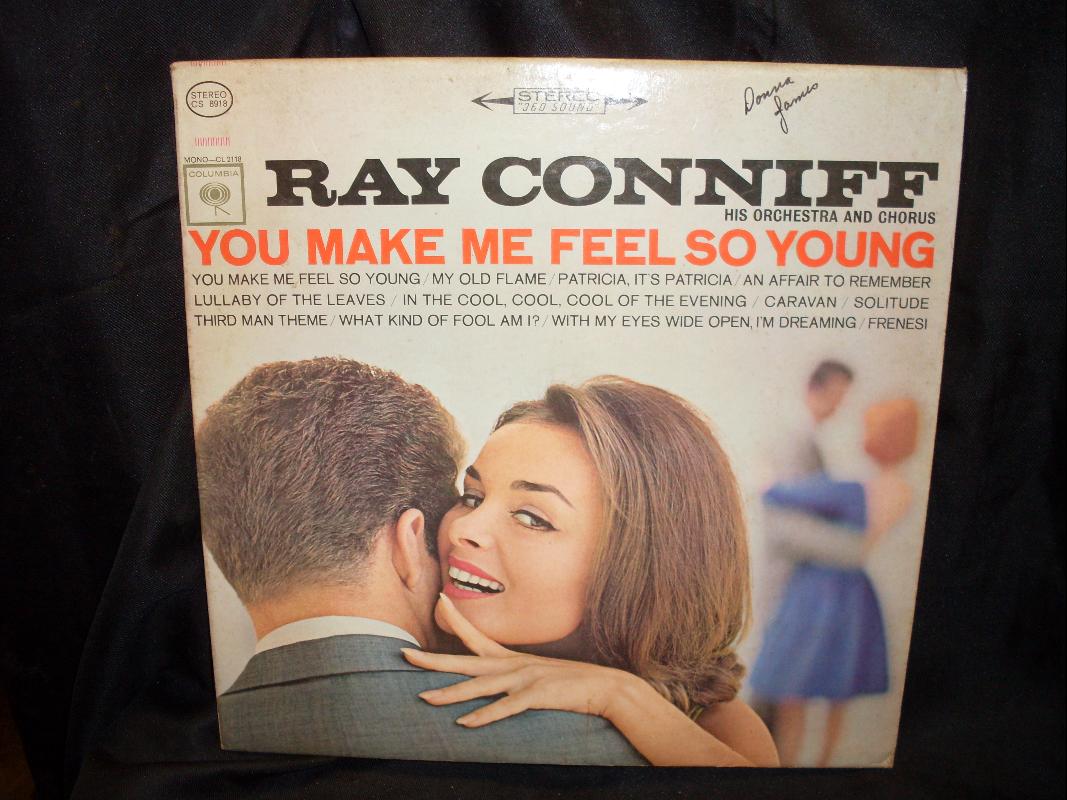 STEREO
CS 8918
STEREO
"360 SOUND"
Donna
James
MONO—CL 2118
COLUMBIA
RAY CONNIFF
HIS ORCHESTRA AND CHORUS
YOU MAKE ME FEEL SO YOUNG
YOU MAKE ME FEEL SO YOUNG / MY OLD FLAME / PATRICIA, IT'S PATRICIA / AN AFFAIR TO REMEMBER
LULLABY OF THE LEAVES / IN THE COOL, COOL, COOL OF THE EVENING / CARAVAN / SOLITUDE
THIRD MAN THEME / WHAT KIND OF FOOL AM I? / WITH MY EYES WIDE OPEN, I'M DREAMING / FRENESI